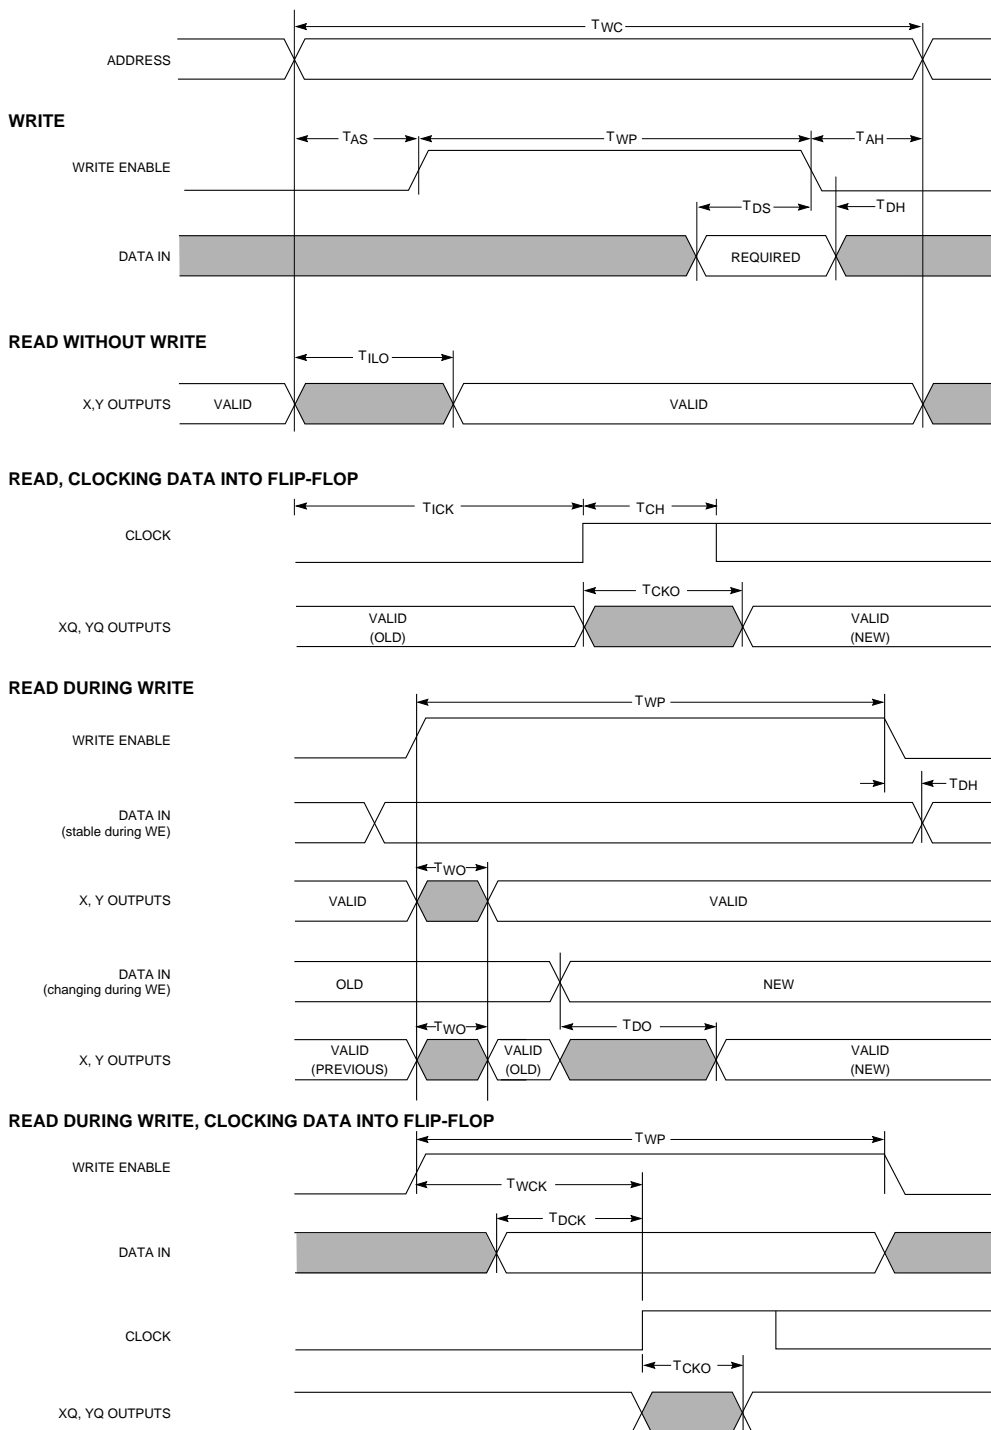 TWC
ADDRESS
WRITE
TAS TWP TAH
WRITE ENABLE
TDS TDH
DATA IN REQUIRED
READ WITHOUT WRITE
TILO
X,Y OUTPUTS VALID VALID
READ, CLOCKING DATA INTO FLIP-FLOP
TICK TCH
CLOCK
TCKO
XQ, YQ OUTPUTS VALID (OLD) VALID (NEW)
READ DURING WRITE
TWP
WRITE ENABLE
TDH
DATA IN
(stable during WE)
TWO
X, Y OUTPUTS VALID VALID
DATA IN
(changing during WE) OLD NEW
TWO TDO
X, Y OUTPUTS VALID (PREVIOUS) VALID (OLD) VALID (NEW)
READ DURING WRITE, CLOCKING DATA INTO FLIP-FLOP
TWP
WRITE ENABLE
TWCK
TDCK
DATA IN
CLOCK
TCKO
XQ, YQ OUTPUTS